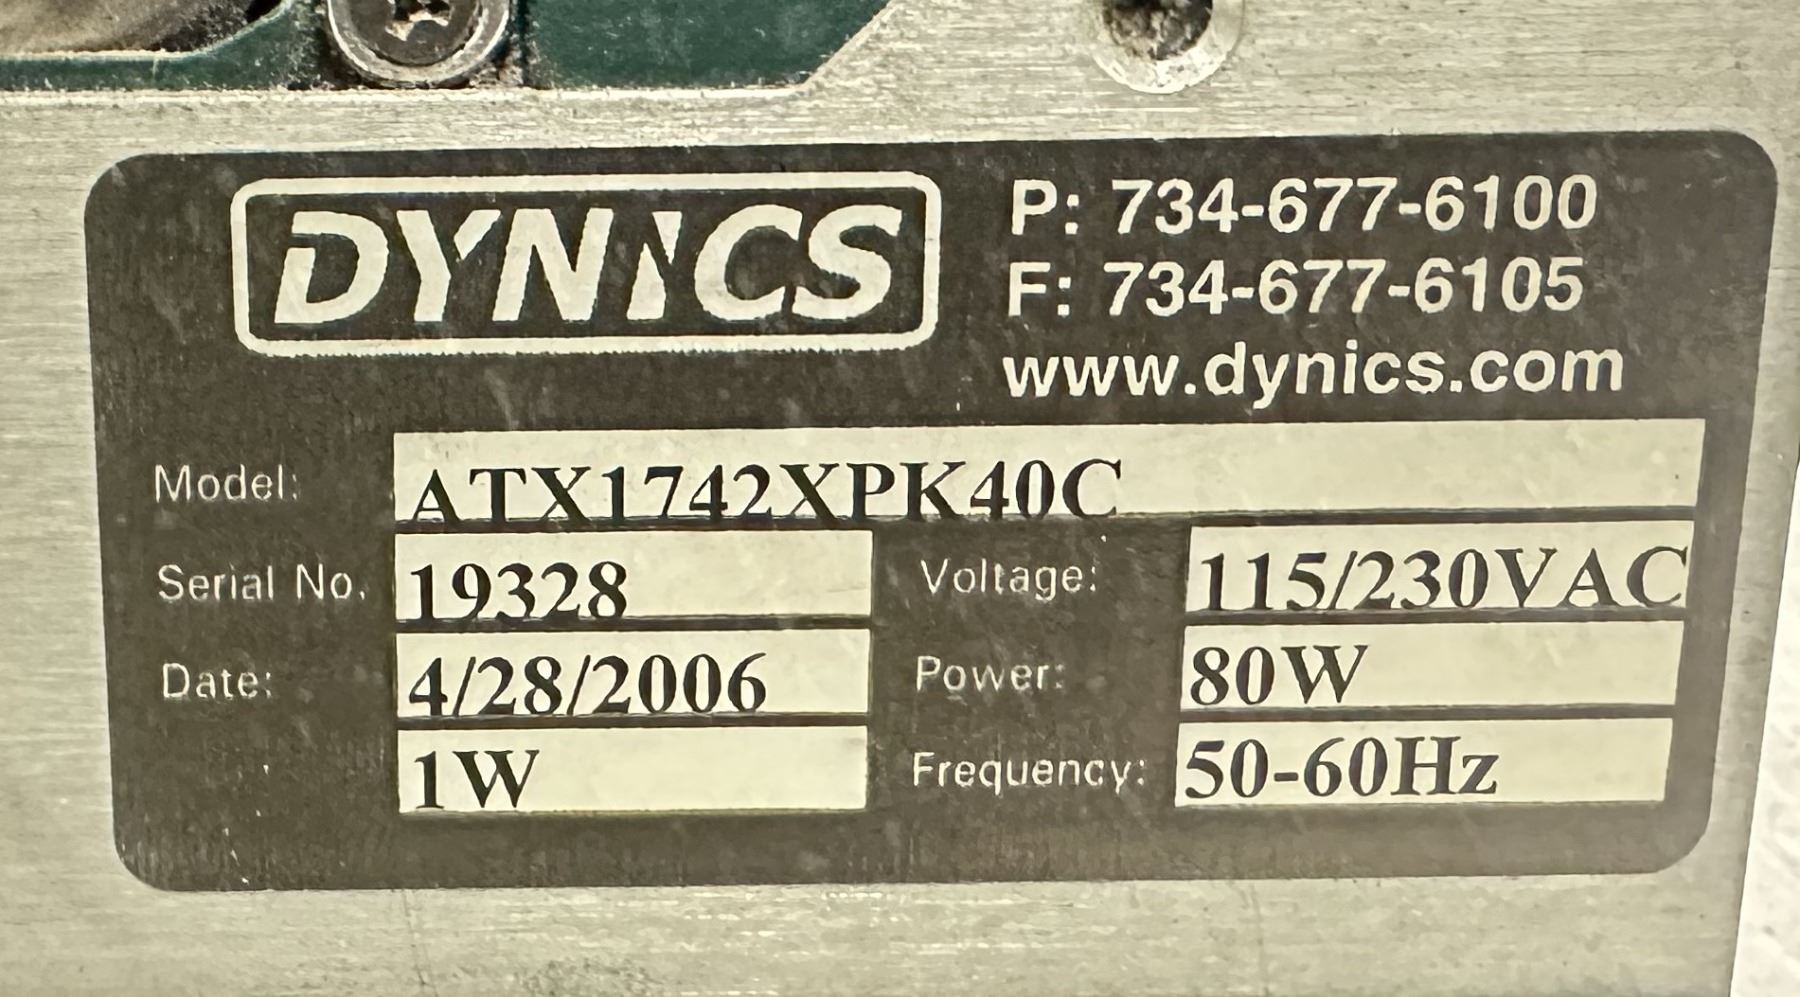 DYNICS
P: 734-677-6100
F: 734-677-6105
www.dynics.com
Model: ATX1742XPK40C
Serial No. 19328 Voltage: 115/230VAC
Date: 4/28/2006 Power: 80W
1W Frequency: 50-60Hz